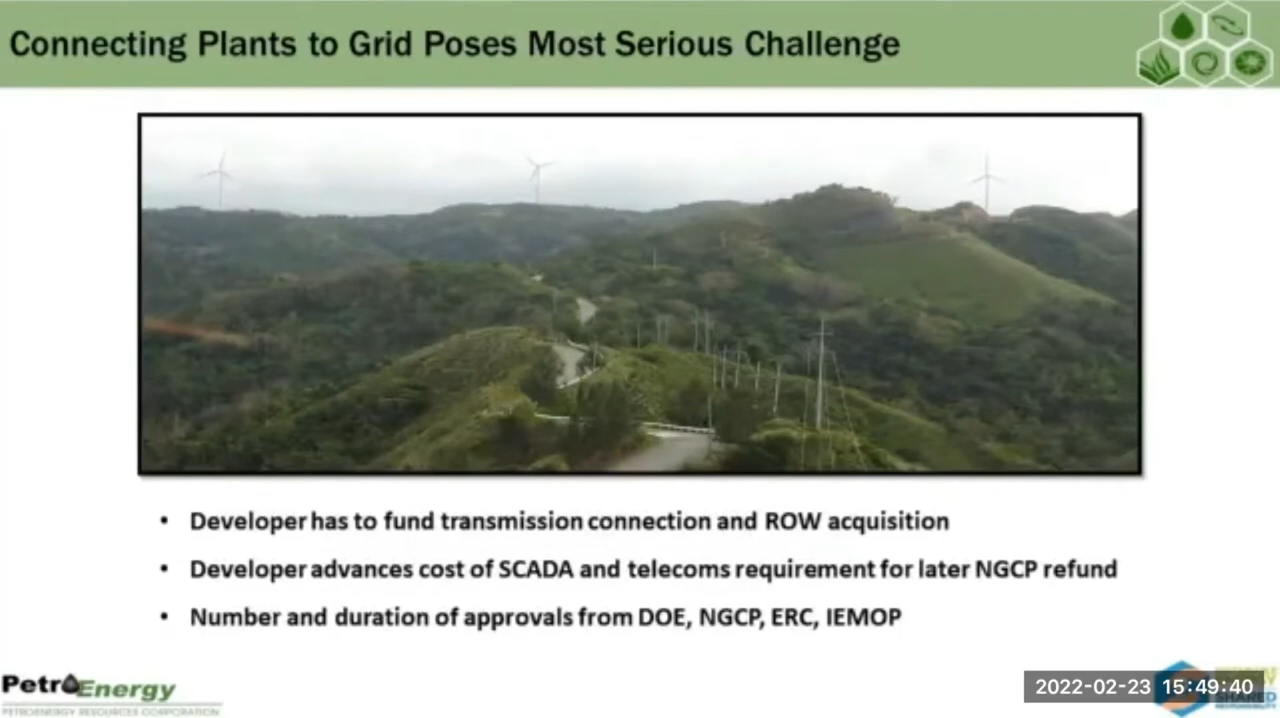 Connecting Plants to Grid Poses Most Serious Challenge
• Developer has to fund transmission connection and ROW acquisition
• Developer advances cost of SCADA and telecoms requirement for later NGCP refund
• Number and duration of approvals from DOE, NGCP, ERC, IEMOP
PetroEnergy
PETROENERGY RESOURCES CORPORATION
2022-02-23 15:49:40
SHARED
RESPONSIBILITY